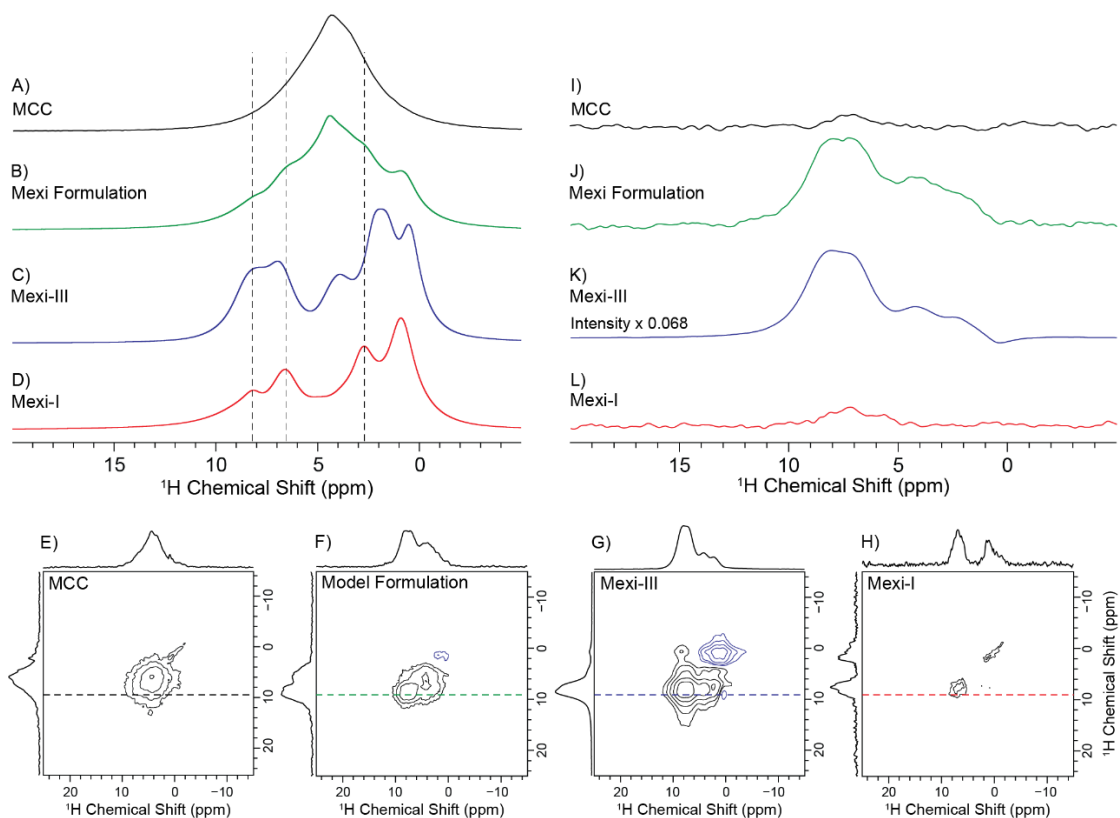 A)
MCC
B)
Mexi Formulation
C)
Mexi-III
D)
Mexi-I
15 10 5 0
¹H Chemical Shift (ppm)
I)
MCC
J)
Mexi Formulation
K)
Mexi-III
Intensity x 0.068
L)
Mexi-I
15 10 5 0
¹H Chemical Shift (ppm)
E)
MCC
20 10 0 −10
¹H Chemical Shift (ppm)
−10
0
10
20
F)
Model Formulation
20 10 0 −10
¹H Chemical Shift (ppm)
−10
0
10
20
G)
Mexi-III
20 10 0 −10
¹H Chemical Shift (ppm)
−10
0
10
20
H)
Mexi-I
20 10 0 −10
¹H Chemical Shift (ppm)
−10
0
10
20
¹H Chemical Shift (ppm)